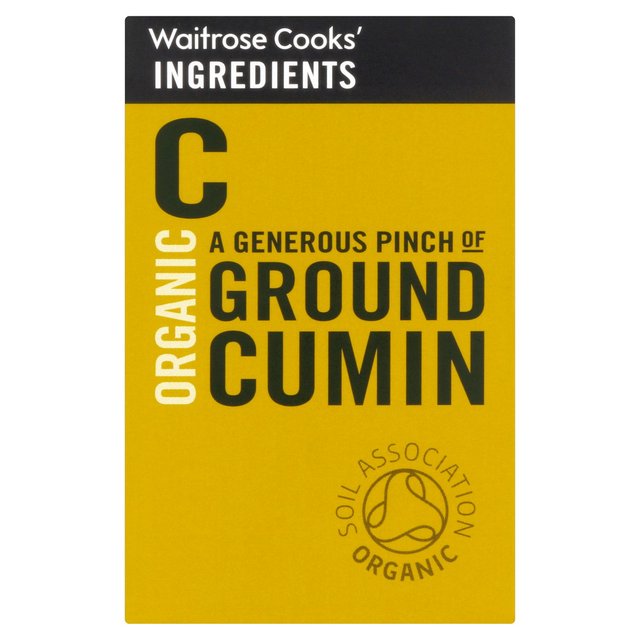 Waitrose Cooks'
INGREDIENTS
C
ORGANIC
A GENEROUS PINCH OF
GROUND
CUMIN
SOIL ASSOCIATION
ORGANIC